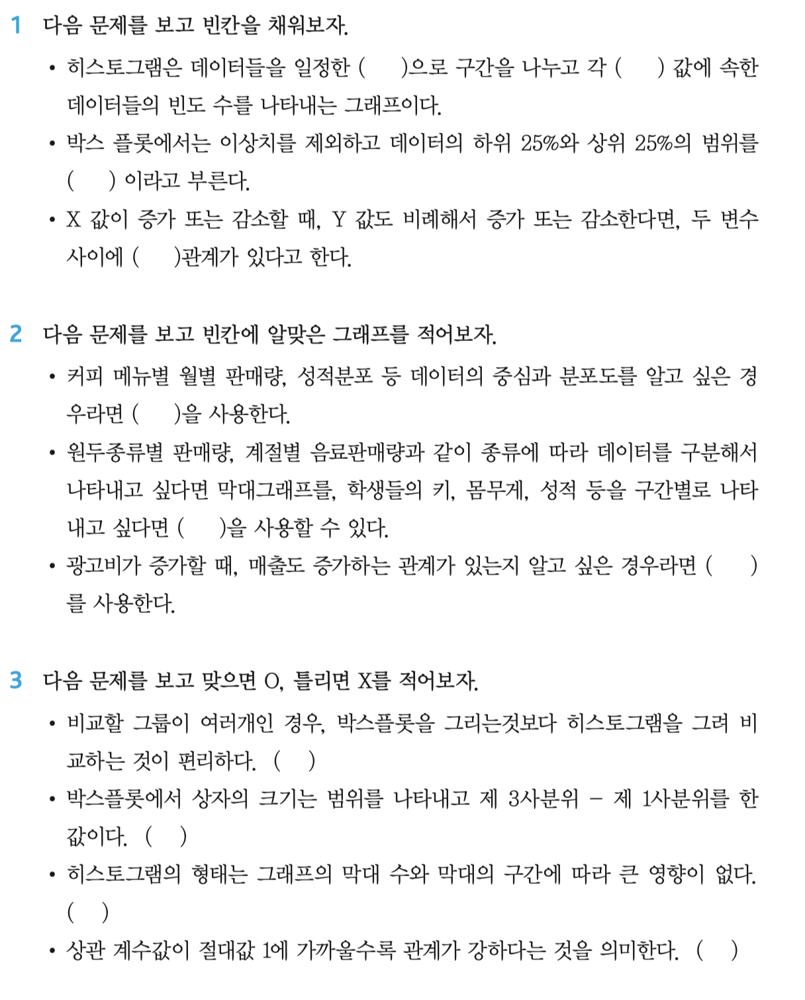 1 다음 문제를 보고 빈칸을 채워보자.
• 히스토그램은 데이터들을 일정한 (    )으로 구간을 나누고 각 (    ) 값에 속한
데이터들의 빈도 수를 나타내는 그래프이다.
• 박스 플롯에서는 이상치를 제외하고 데이터의 하위 25%와 상위 25%의 범위를
(    ) 이라고 부른다.
• X 값이 증가 또는 감소할 때, Y 값도 비례해서 증가 또는 감소한다면, 두 변수
사이에 (    )관계가 있다고 한다.
2 다음 문제를 보고 빈칸에 알맞은 그래프를 적어보자.
• 커피 메뉴별 월별 판매량, 성적분포 등 데이터의 중심과 분포도를 알고 싶은 경
우라면 (    )을 사용한다.
• 원두종류별 판매량, 계절별 음료판매량과 같이 종류에 따라 데이터를 구분해서
나타내고 싶다면 막대그래프를, 학생들의 키, 몸무게, 성적 등을 구간별로 나타
내고 싶다면 (    )을 사용할 수 있다.
• 광고비가 증가할 때, 매출도 증가하는 관계가 있는지 알고 싶은 경우라면 (    )
를 사용한다.
3 다음 문제를 보고 맞으면 O, 틀리면 X를 적어보자.
• 비교할 그룹이 여러개인 경우, 박스플롯을 그리는것보다 히스토그램을 그려 비
교하는 것이 편리하다. (    )
• 박스플롯에서 상자의 크기는 범위를 나타내고 제 3사분위 – 제 1사분위를 한
값이다. (    )
• 히스토그램의 형태는 그래프의 막대 수와 막대의 구간에 따라 큰 영향이 없다.
(    )
• 상관 계수값이 절대값 1에 가까울수록 관계가 강하다는 것을 의미한다. (    )